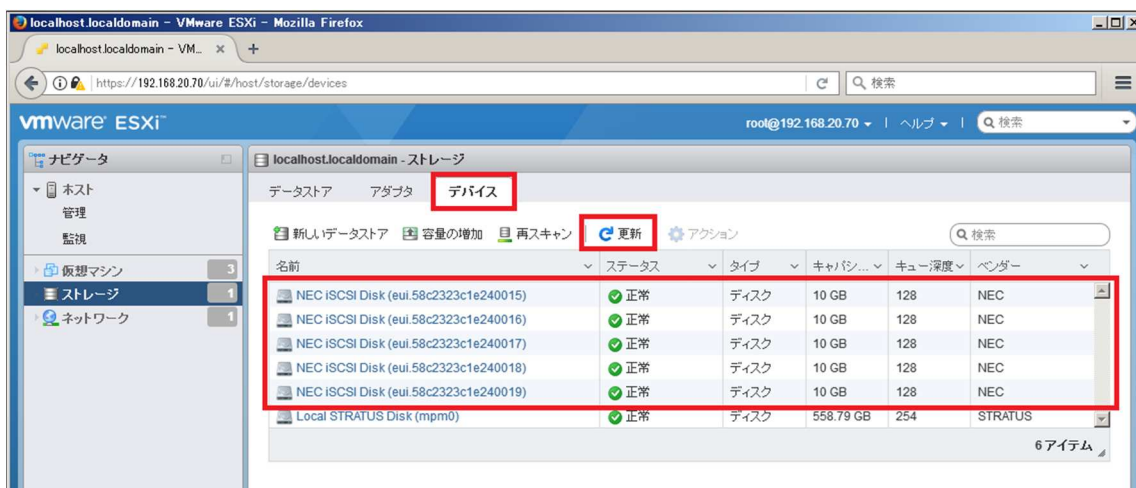 localhost.localdomain - VMware ESXi - Mozilla Firefox
localhost.localdomain - VM... × +
https://192.168.20.70/ui/#/host/storage/devices 検索
vmware ESXi™ root@192.168.20.70 | ヘルプ | 検索
ナビゲータ
ホスト
管理
監視
仮想マシン 3
ストレージ 1
ネットワーク 1
localhost.localdomain - ストレージ
データストア アダプタ デバイス
新しいデータストア 容量の増加 再スキャン 更新 アクション 検索
名前 ステータス タイプ キャパシ... キュー深度 ベンダー
NEC iSCSI Disk (eui.58c2323c1e240015) 正常 ディスク 10 GB 128 NEC
NEC iSCSI Disk (eui.58c2323c1e240016) 正常 ディスク 10 GB 128 NEC
NEC iSCSI Disk (eui.58c2323c1e240017) 正常 ディスク 10 GB 128 NEC
NEC iSCSI Disk (eui.58c2323c1e240018) 正常 ディスク 10 GB 128 NEC
NEC iSCSI Disk (eui.58c2323c1e240019) 正常 ディスク 10 GB 128 NEC
Local STRATUS Disk (mpm0) 正常 ディスク 558.79 GB 254 STRATUS
6 アイテム